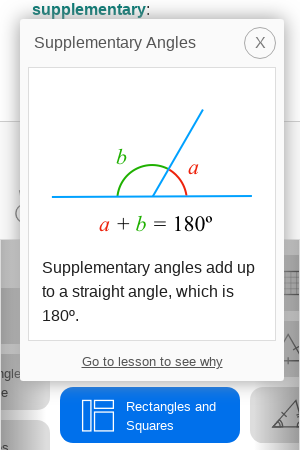 supplementary:
Supplementary Angles
X
b
a
a + b = 180º
Supplementary angles add up
to a straight angle, which is
180º.
Go to lesson to see why
Rectangles and
Squares